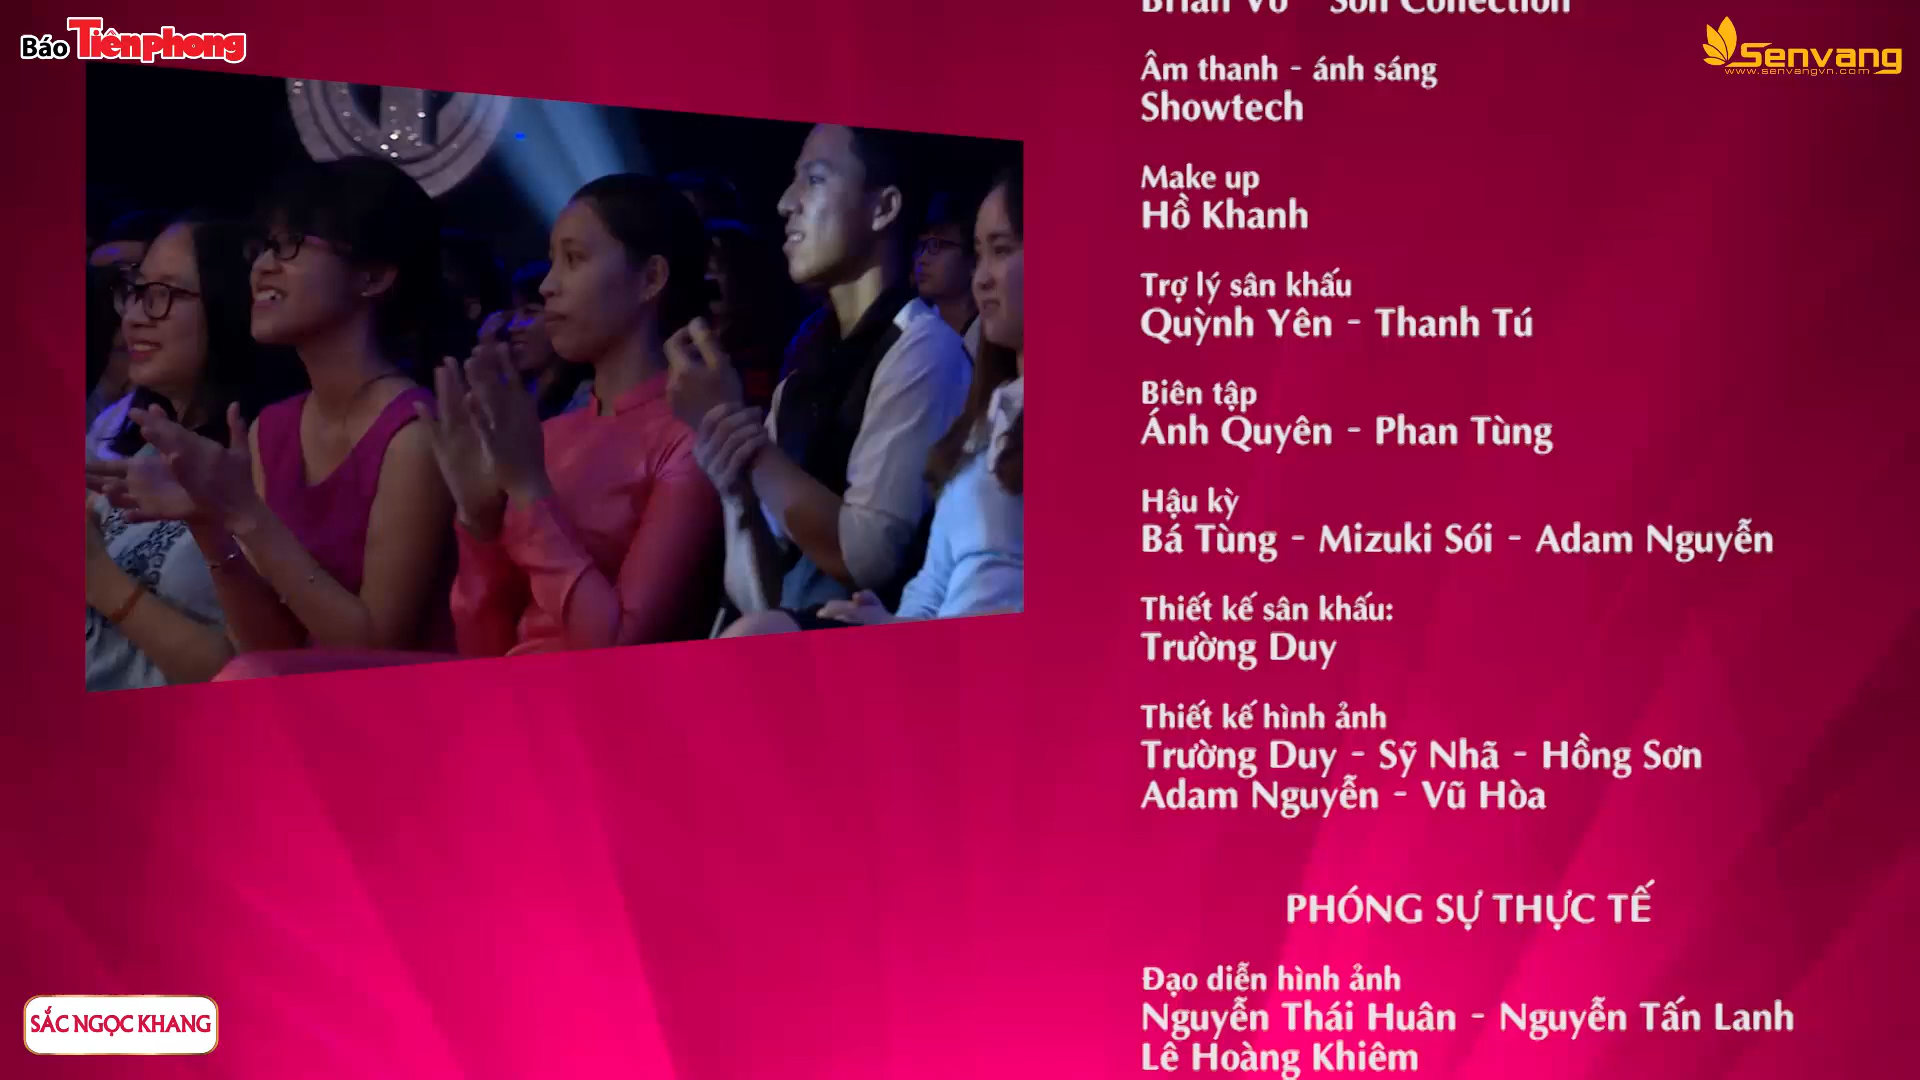 Báo Tiền phong
Senvang
www.senvangvn.com
Brian Võ - Son Collection
Âm thanh - ánh sáng
Showtech
Make up
Hồ Khanh
Trợ lý sân khấu
Quỳnh Yên - Thanh Tú
Biên tập
Ánh Quyên - Phan Tùng
Hậu kỳ
Bá Tùng - Mizuki Sói - Adam Nguyễn
Thiết kế sân khấu:
Trường Duy
Thiết kế hình ảnh
Trường Duy - Sỹ Nhã - Hồng Sơn
Adam Nguyễn - Vũ Hòa
PHÓNG SỰ THỰC TẾ
Đạo diễn hình ảnh
Nguyễn Thái Huân - Nguyễn Tấn Lanh
Lê Hoàng Khiêm
SẮC NGỌC KHANG